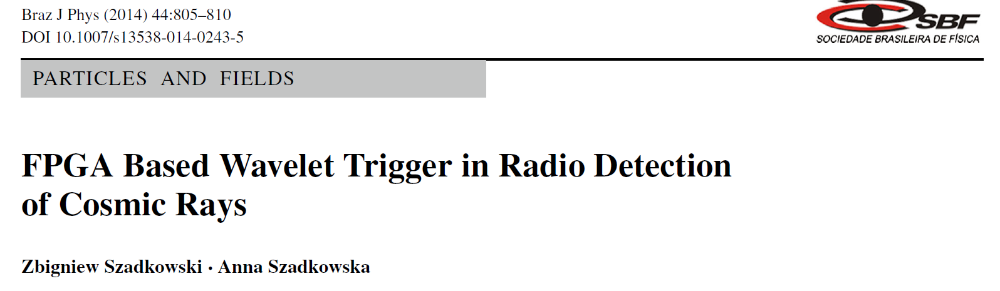 Braz J Phys (2014) 44:805–810
DOI 10.1007/s13538-014-0243-5
SBF
SOCIEDADE BRASILEIRA DE FÍSICA
PARTICLES AND FIELDS
FPGA Based Wavelet Trigger in Radio Detection
of Cosmic Rays
Zbigniew Szadkowski · Anna Szadkowska